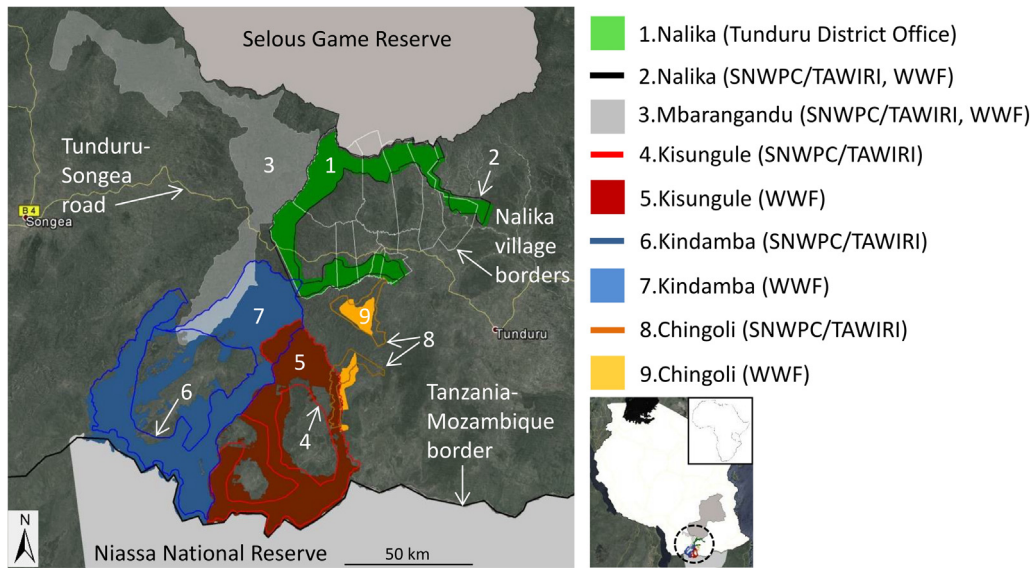 Selous Game Reserve
Tunduru-
Songea
road
3
1
2
B4
Songea
Nalika
village
borders
7
9
Tunduru
8
5
6
4
Tanzania-
Mozambique
border
N
Niassa National Reserve
50 km
1.Nalika (Tunduru District Office)
2.Nalika (SNWPC/TAWIRI, WWF)
3.Mbarangandu (SNWPC/TAWIRI, WWF)
4.Kisungule (SNWPC/TAWIRI)
5.Kisungule (WWF)
6.Kindamba (SNWPC/TAWIRI)
7.Kindamba (WWF)
8.Chingoli (SNWPC/TAWIRI)
9.Chingoli (WWF)